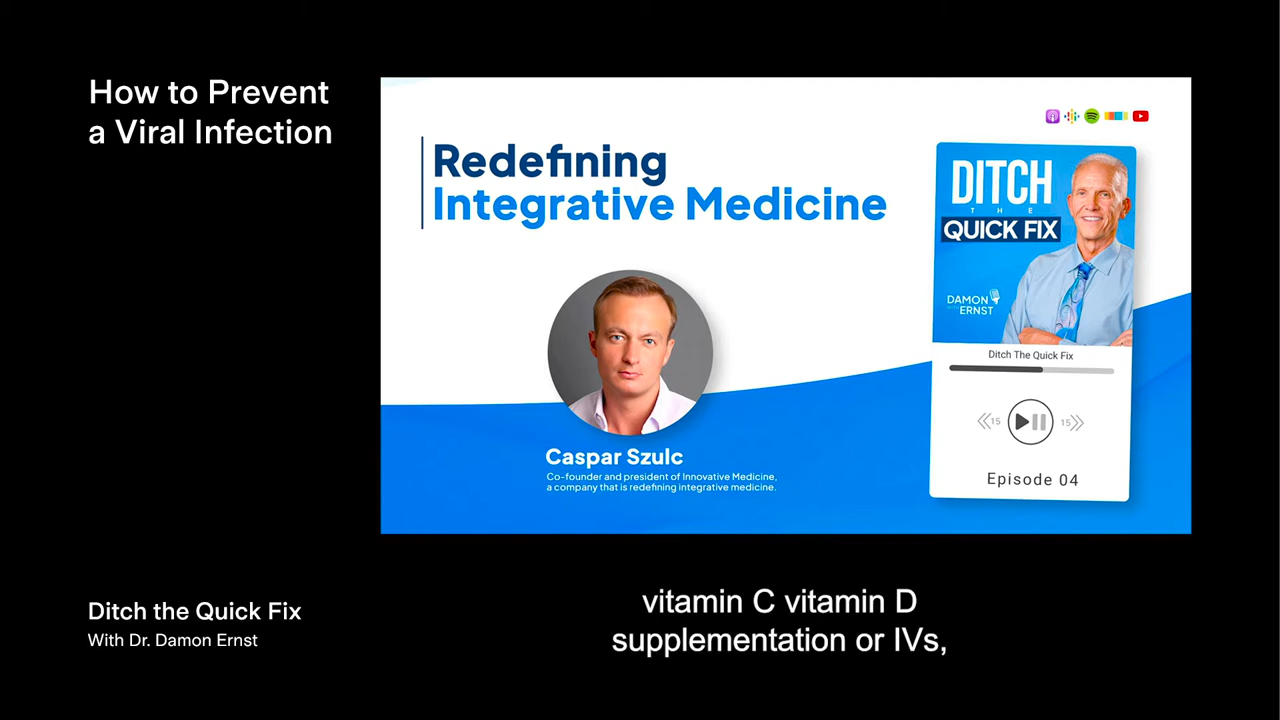 How to Prevent
a Viral Infection
Redefining
Integrative Medicine
Caspar Szulc
Co-founder and president of Innovative Medicine,
a company that is redefining integrative medicine.
DITCH
THE
QUICK FIX
DAMON
ERNST
Ditch The Quick Fix
15
15
Episode 04
Ditch the Quick Fix
With Dr. Damon Ernst
vitamin C vitamin D
supplementation or IVs,